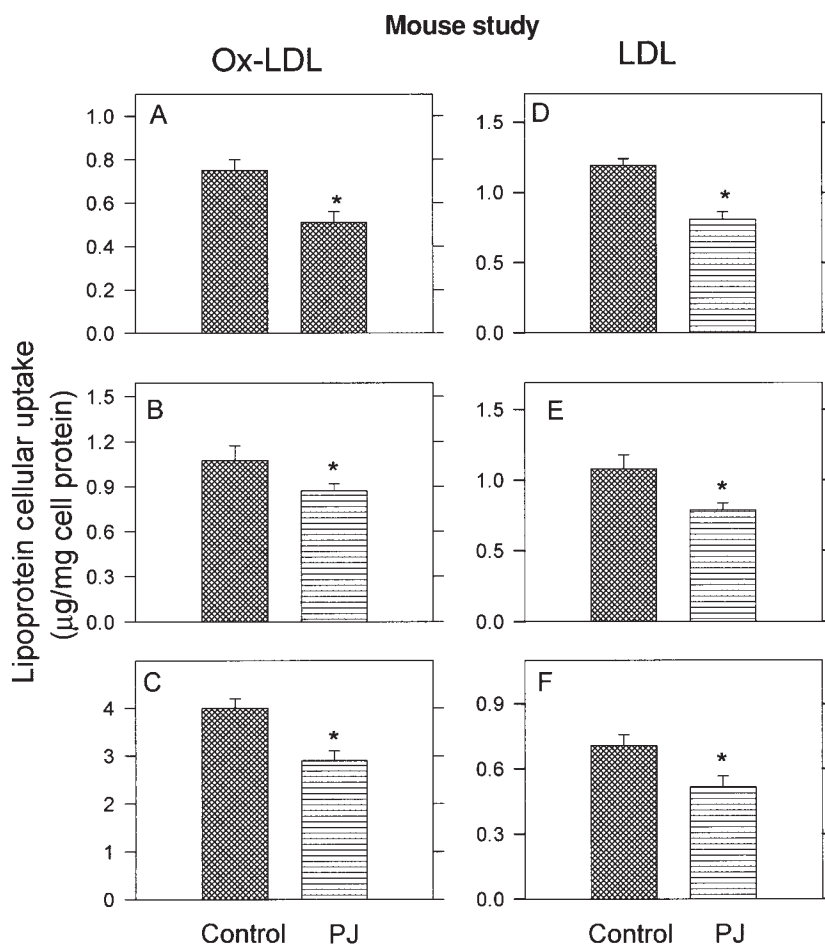 Mouse study
Ox-LDL
LDL
Lipoprotein cellular uptake
(µg/mg cell protein)
A
1.0
0.8
0.6
0.4
0.2
0.0
*
D
1.5
1.0
0.5
0.0
*
B
1.5
1.2
0.9
0.6
0.3
0.0
*
E
1.5
1.0
0.5
0.0
*
C
4
3
2
1
0
*
Control PJ
F
0.9
0.6
0.3
0.0
*
Control PJ